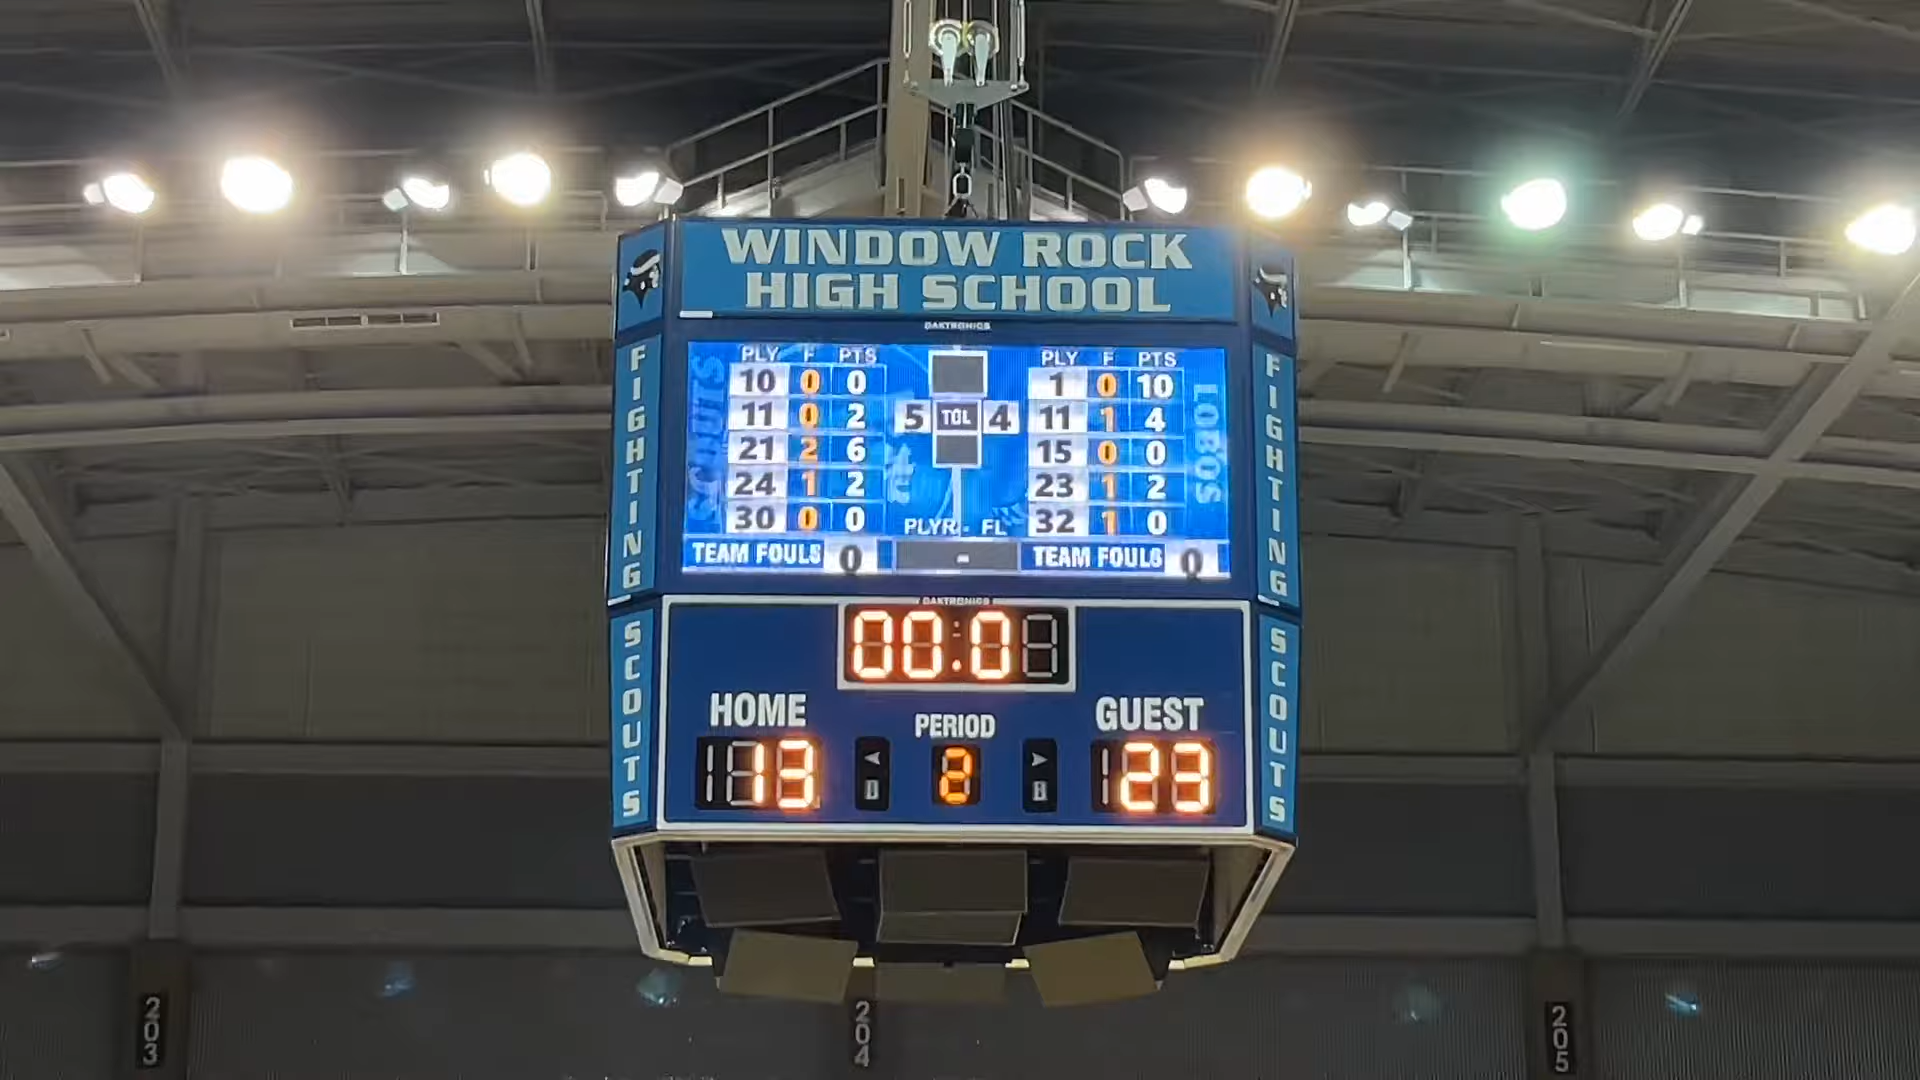 WINDOW ROCK
HIGH SCHOOL
DAKTRONICS
FIGHTING
SCOUTS
SCOUTS
PLY F PTS
10 0 0
11 0 2
21 2 6
24 1 2
30 0 0
TEAM FOULS 0
5 TOL 4
PLYR - FL
-
PLY F PTS
1 0 10
11 1 4
15 0 0
23 1 2
32 1 0
TEAM FOULS 0
LOBOS
FIGHTING
SCOUTS
DAKTRONICS
00.0
HOME
13
PERIOD
2
GUEST
23
203
204
205